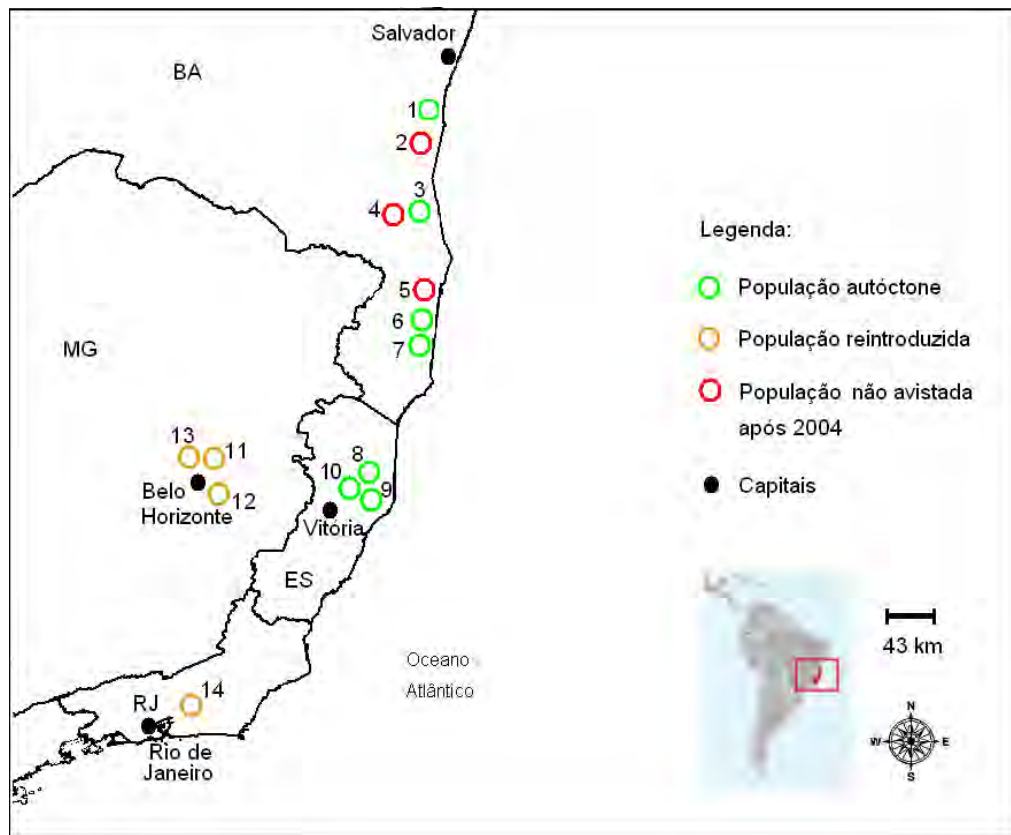 Salvador
BA
1
2
3
4
5
6
7
MG
13
11
12
Belo
Horizonte
8
10
9
Vitória
ES
Oceano
Atlântico
RJ
14
Rio de
Janeiro
Legenda:
População autóctone
População reintroduzida
População não avistada
após 2004
Capitais
43 km
N
W
E
S